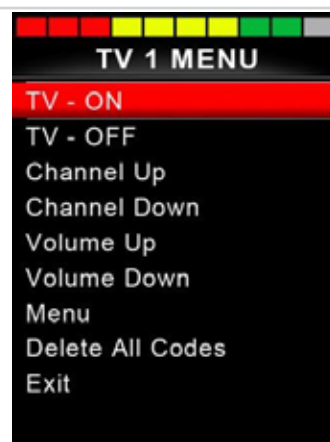 TV 1 MENU
TV - ON
TV - OFF
Channel Up
Channel Down
Volume Up
Volume Down
Menu
Delete All Codes
Exit